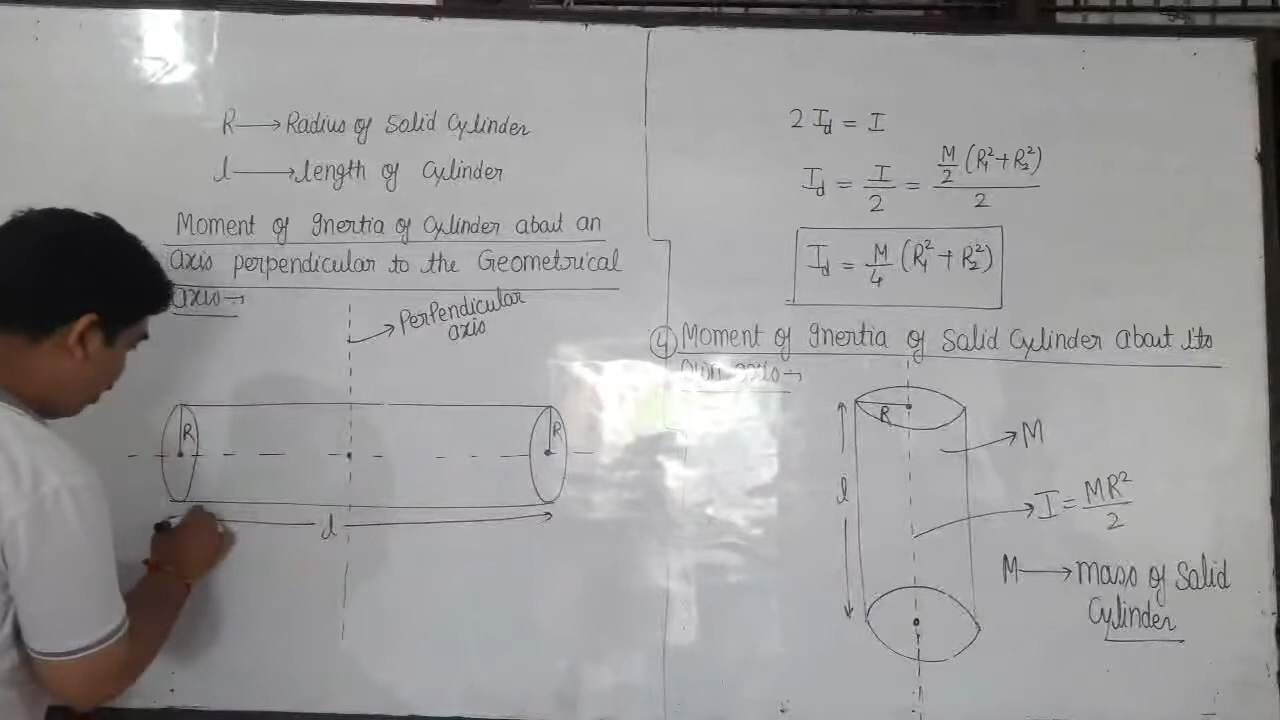 R → Radius of Solid Cylinder
l → length of Cylinder
Moment of Inertia of Cylinder about an
axis perpendicular to the Geometrical
axis →
Perpendicular
axis
R
R
l
2 I_d = I
I_d = I/2 = M/2 (R₁² + R₂²)/2
I_d = M/4 (R₁² + R₂²)
④ Moment of Inertia of Solid Cylinder about its
own axis →
R
→ M
l
→ I = MR²/2
M → mass of Solid
Cylinder